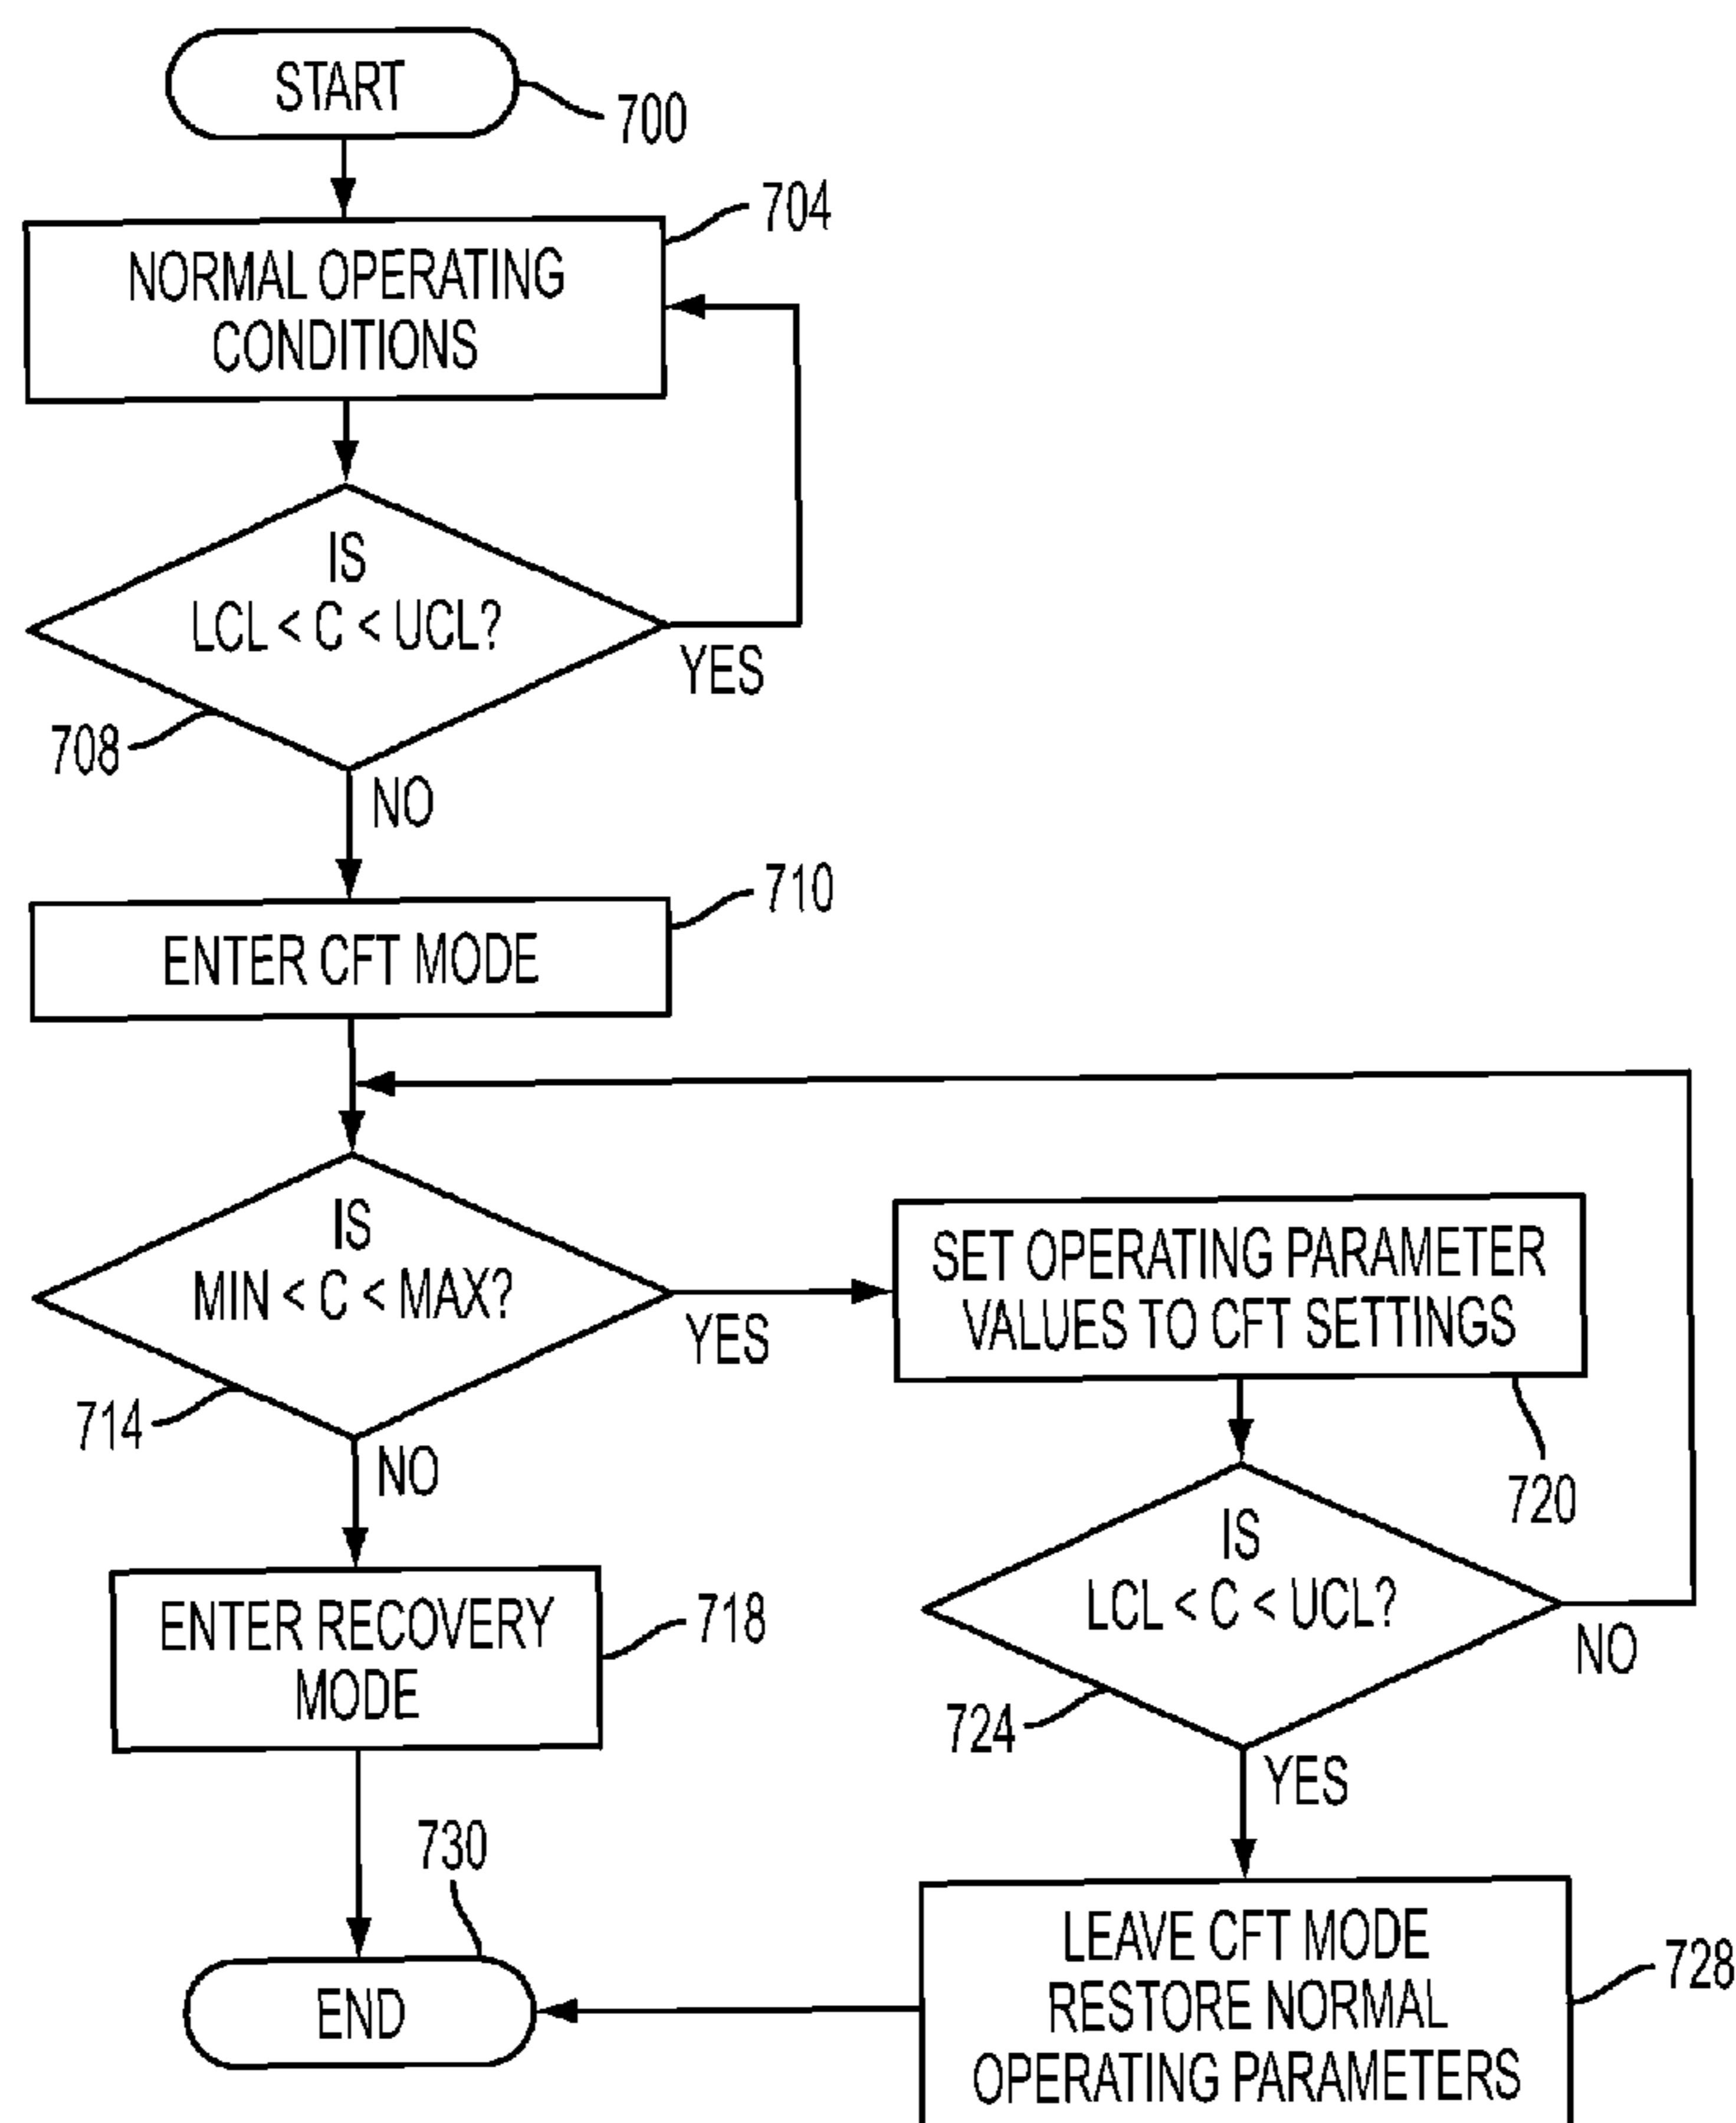 START
700
704
NORMAL OPERATING
CONDITIONS
IS
LCL < C < UCL?
YES
708
NO
710
ENTER CFT MODE
IS
MIN < C < MAX?
YES
714
NO
SET OPERATING PARAMETER
VALUES TO CFT SETTINGS
720
IS
LCL < C < UCL?
NO
724
YES
ENTER RECOVERY
MODE
718
730
END
LEAVE CFT MODE
RESTORE NORMAL
OPERATING PARAMETERS
728